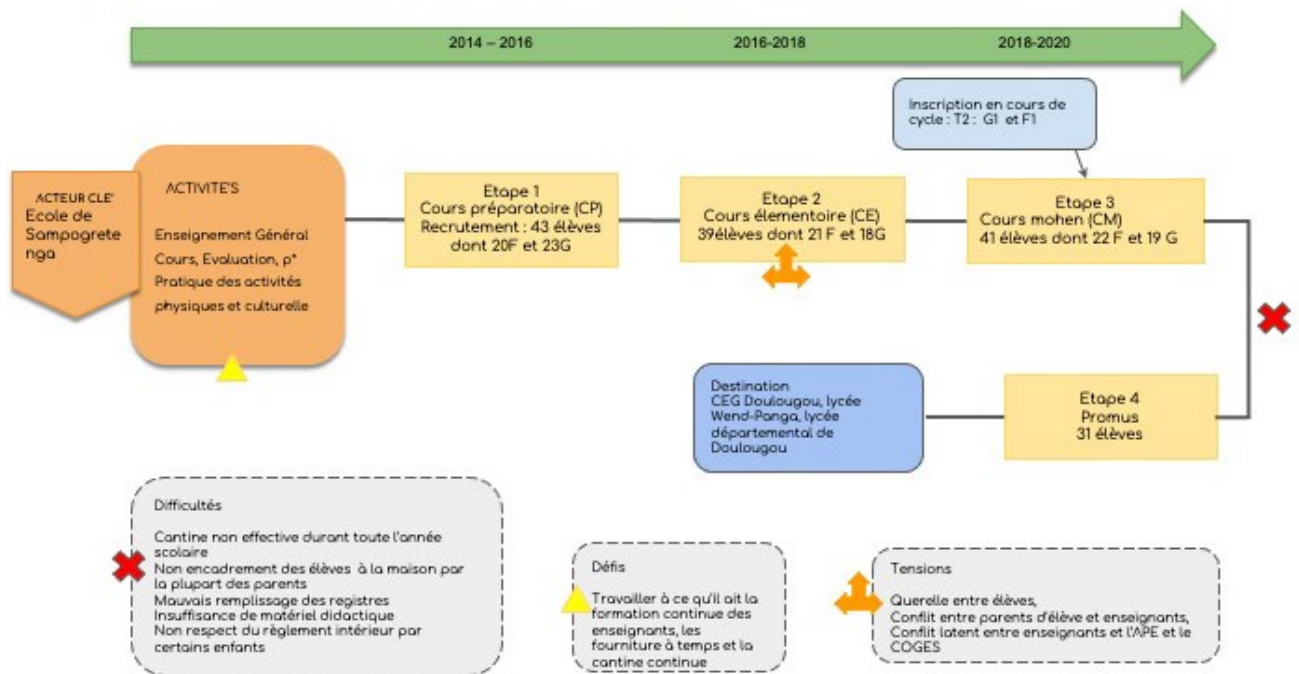 2014 – 2016
2016-2018
2018-2020
Inscription en cours de
cycle : T2 : G1 et F1
ACTEUR CLE'
Ecole de
Sampogrete
nga
ACTIVITE'S
Enseignement Général
Cours, Evaluation, p*
Pratique des activités
physiques et culturelle
Etape 1
Cours préparatoire (CP)
Recrutement : 43 élèves
dont 20F et 23G
Etape 2
Cours élementoire (CE)
39élèves dont 21 F et 18G
Etape 3
Cours mohen (CM)
41 élèves dont 22 F et 19 G
Destination
CEG Doulougou, lycée
Wend-Panga, lycée
départemental de
Doulougou
Etape 4
Promus
31 élèves
Difficultés
Cantine non effective durant toute l'année
scolaire
Non encadrement des élèves à la maison par
la plupart des parents
Mauvais remplissage des registres
Insuffisance de matériel didactique
Non respect du règlement intérieur par
certains enfants
Défis
Travailler à ce qu'il ait la
formation continue des
enseignants, les
fourniture à temps et la
cantine continue
Tensions
Querelle entre élèves,
Conflit entre parents d'élève et enseignants,
Conflit latent entre enseignants et l'APE et le
COGES